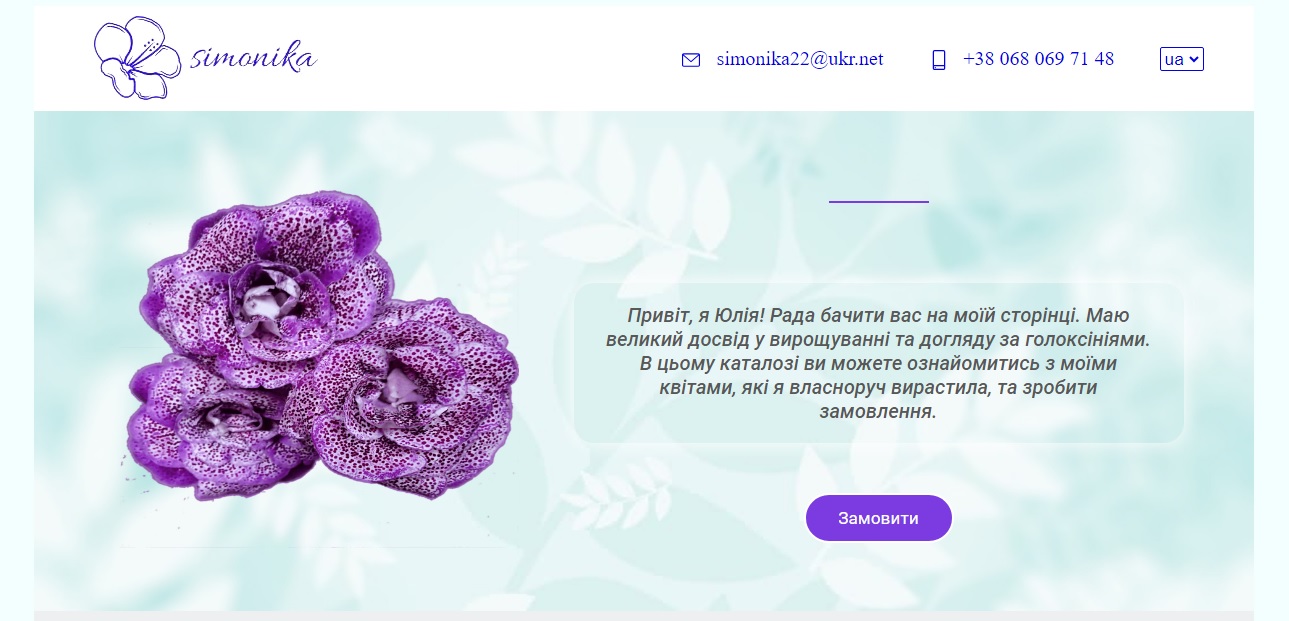 simonika
simonika22@ukr.net
+38 068 069 71 48
ua
Привіт, я Юлія! Рада бачити вас на моїй сторінці. Маю
великий досвід у вирощуванні та догляду за голоксініями.
В цьому каталозі ви можете ознайомитись з моїми
квітами, які я власноруч вирастила, та зробити
замовлення.
Замовити